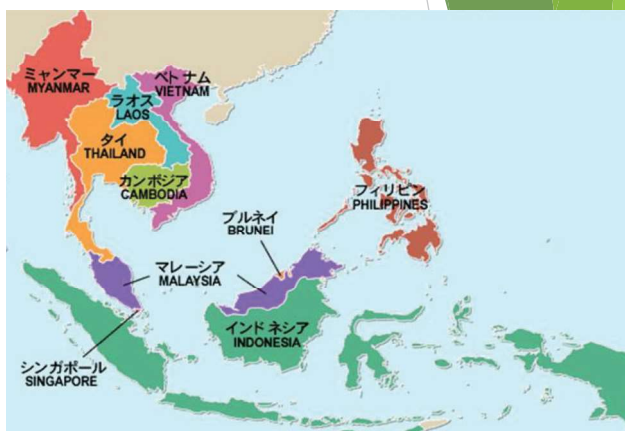 ミャンマー
MYANMAR
ベトナム
VIETNAM
ラオス
LAOS
タイ
THAILAND
カンボジア
CAMBODIA
フィリピン
PHILIPPINES
ブルネイ
BRUNEI
マレーシア
MALAYSIA
インドネシア
INDONESIA
シンガポール
SINGAPORE